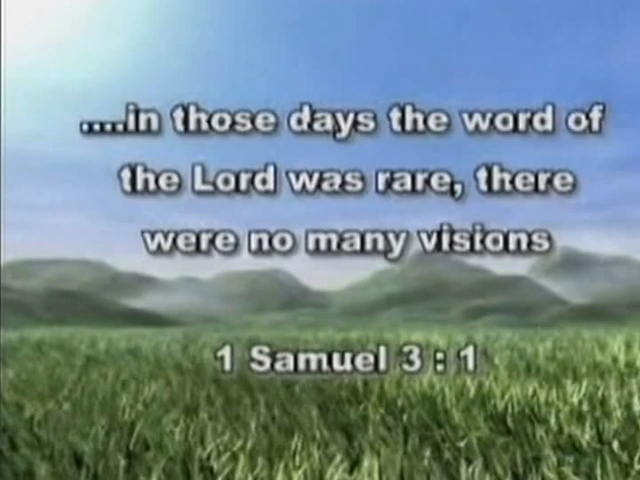 ....in those days the word of
the Lord was rare, there
were no many visions
1 Samuel 3 : 1